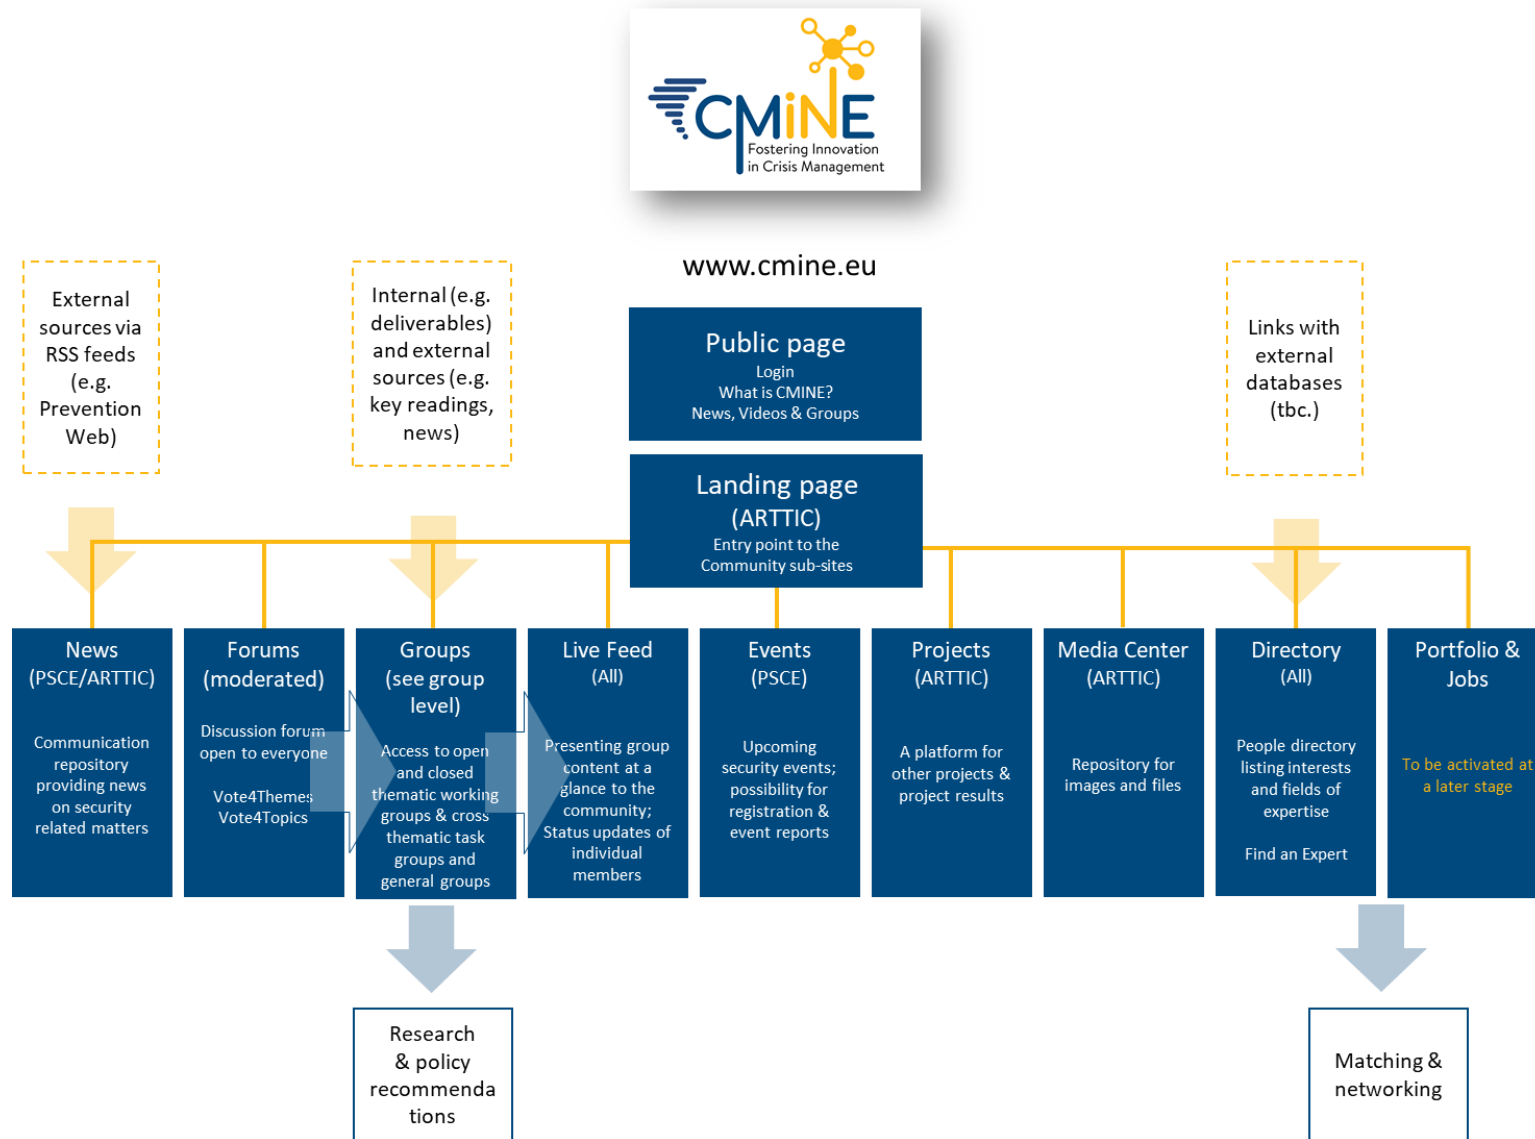 CMiNE
Fostering Innovation
in Crisis Management
www.cmine.eu
External
sources via
RSS feeds
(e.g.
Prevention
Web)
Internal (e.g.
deliverables)
and external
sources (e.g.
key readings,
news)
Public page
Login
What is CMINE?
News, Videos & Groups
Links with
external
databases
(tbc.)
Landing page
(ARTTIC)
Entry point to the
Community sub-sites
News
(PSCE/ARTTIC)
Communication
repository
providing news
on security
related matters
Forums
(moderated)
Discussion forum
open to everyone
Vote4Themes
Vote4Topics
Groups
(see group
level)
Access to open
and closed
thematic working
groups & cross
thematic task
groups and
general groups
Live Feed
(All)
Presenting group
content at a
glance to the
community;
Status updates of
individual
members
Events
(PSCE)
Upcoming
security events;
possibility for
registration &
event reports
Projects
(ARTTIC)
A platform for
other projects &
project results
Media Center
(ARTTIC)
Repository for
images and files
Directory
(All)
People directory
listing interests
and fields of
expertise
Find an Expert
Portfolio &
Jobs
To be activated at
a later stage
Research
& policy
recommenda
tions
Matching &
networking